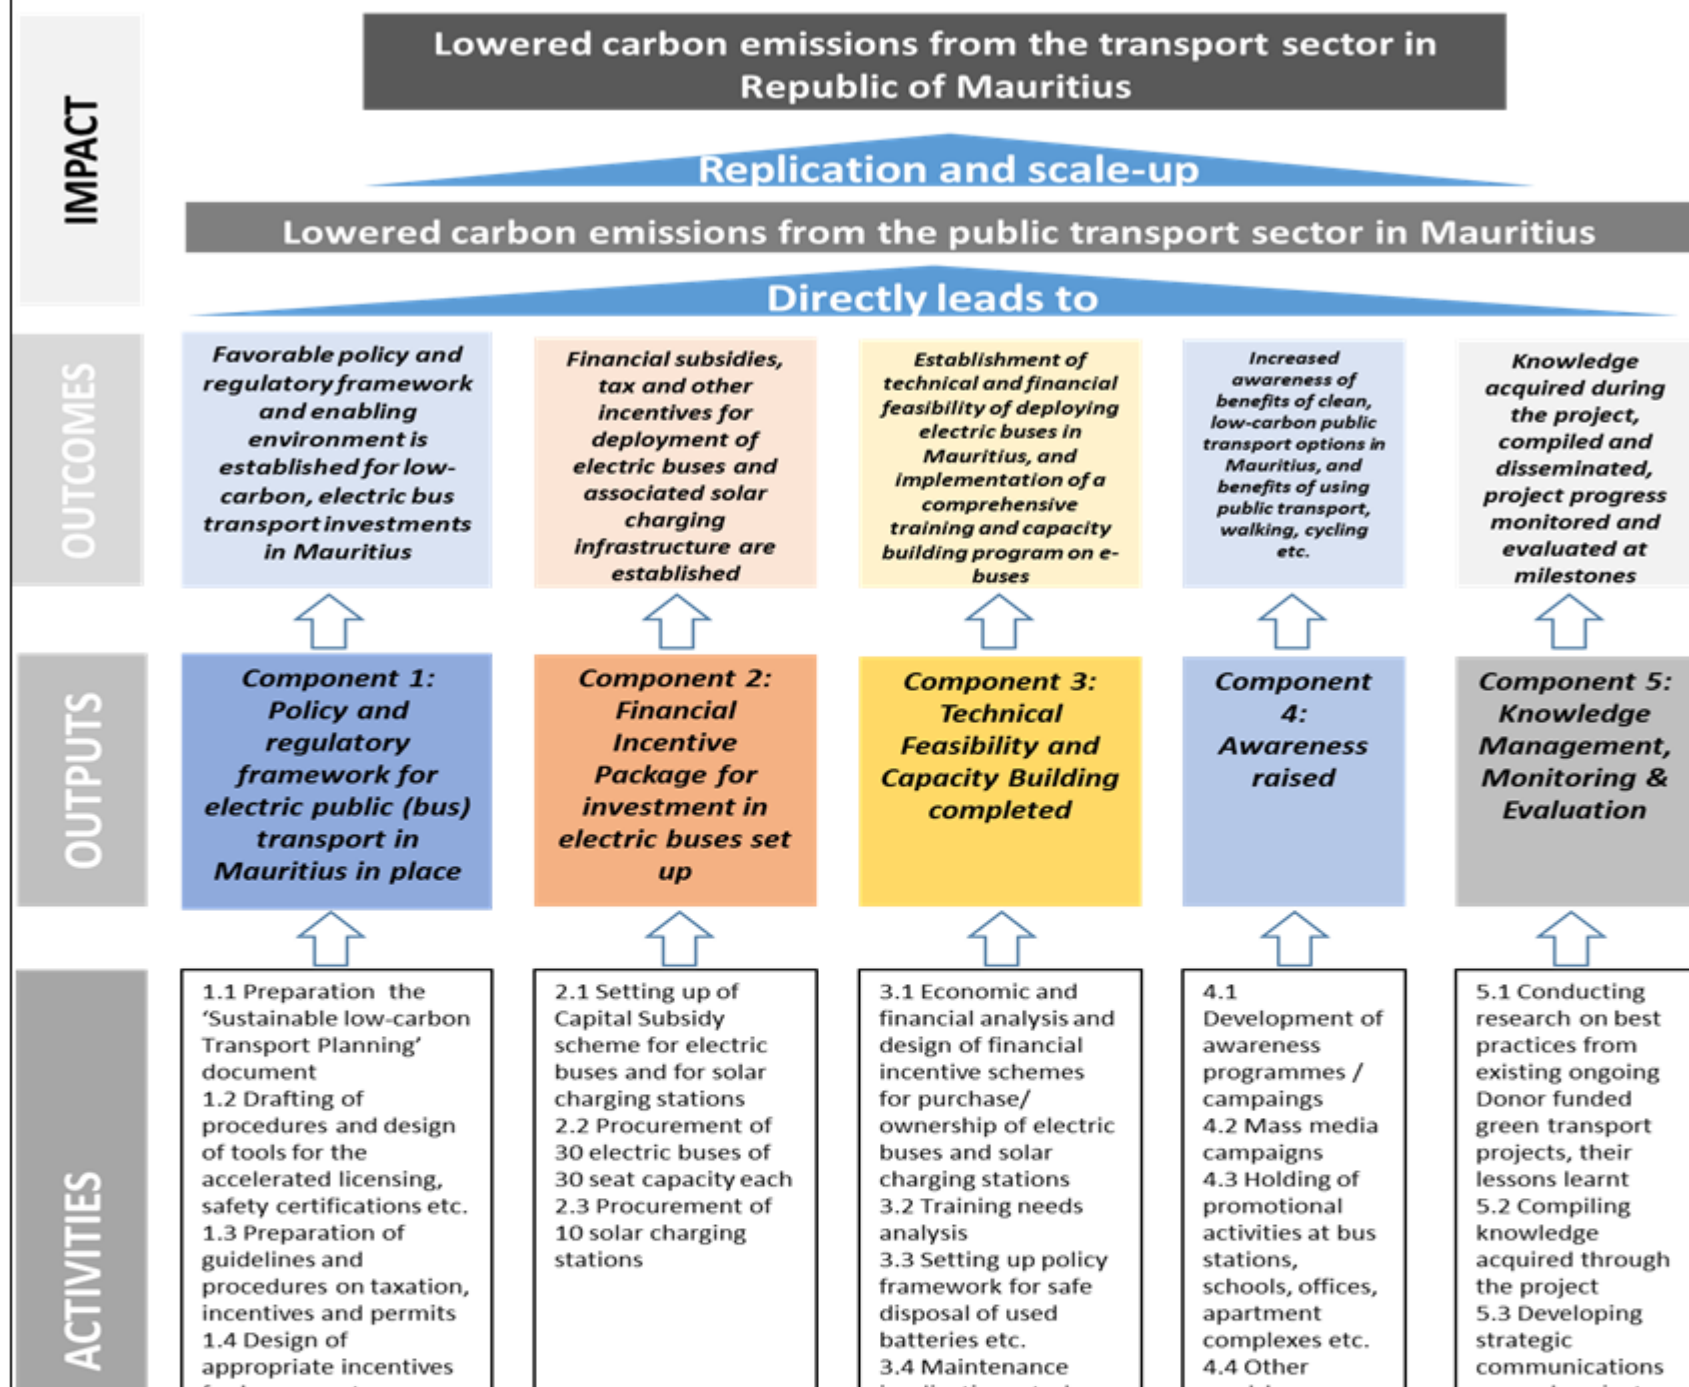 IMPACT
Lowered carbon emissions from the transport sector in
Republic of Mauritius
Replication and scale-up
Lowered carbon emissions from the public transport sector in Mauritius
Directly leads to
OUTCOMES
Favorable policy and
regulatory framework
and enabling
environment is
established for low-
carbon, electric bus
transport investments
in Mauritius
Financial subsidies,
tax and other
incentives for
deployment of
electric buses and
associated solar
charging
infrastructure are
established
Establishment of
technical and financial
feasibility of deploying
electric buses in
Mauritius, and
implementation of a
comprehensive
training and capacity
building program on e-
buses
Increased
awareness of
benefits of clean,
low-carbon public
transport options in
Mauritius, and
benefits of using
public transport,
walking, cycling
etc.
Knowledge
acquired during
the project,
compiled and
disseminated,
project progress
monitored and
evaluated at
milestones
OUTPUTS
Component 1:
Policy and
regulatory
framework for
electric public (bus)
transport in
Mauritius in place
Component 2:
Financial
Incentive
Package for
investment in
electric buses set
up
Component 3:
Technical
Feasibility and
Capacity Building
completed
Component
4:
Awareness
raised
Component 5:
Knowledge
Management,
Monitoring &
Evaluation
ACTIVITIES
1.1 Preparation the
‘Sustainable low-carbon
Transport Planning’
document
1.2 Drafting of
procedures and design
of tools for the
accelerated licensing,
safety certifications etc.
1.3 Preparation of
guidelines and
procedures on taxation,
incentives and permits
1.4 Design of
appropriate incentives
2.1 Setting up of
Capital Subsidy
scheme for electric
buses and for solar
charging stations
2.2 Procurement of
30 electric buses of
30 seat capacity each
2.3 Procurement of
10 solar charging
stations
3.1 Economic and
financial analysis and
design of financial
incentive schemes
for purchase/
ownership of electric
buses and solar
charging stations
3.2 Training needs
analysis
3.3 Setting up policy
framework for safe
disposal of used
batteries etc.
3.4 Maintenance
4.1
Development of
awareness
programmes /
campaings
4.2 Mass media
campaigns
4.3 Holding of
promotional
activities at bus
stations,
schools, offices,
apartment
complexes etc.
4.4 Other
5.1 Conducting
research on best
practices from
existing ongoing
Donor funded
green transport
projects, their
lessons learnt
5.2 Compiling
knowledge
acquired through
the project
5.3 Developing
strategic
communications